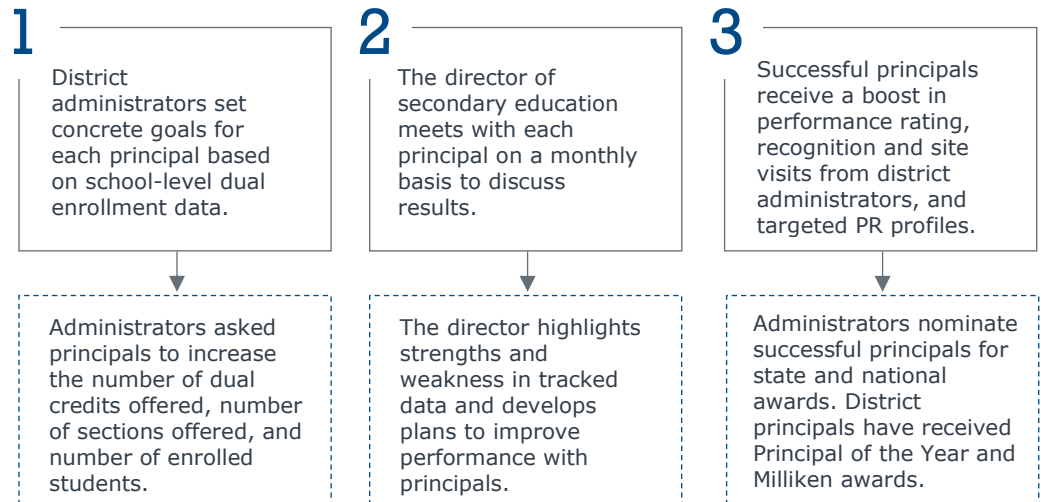 1
District
administrators set
concrete goals for
each principal based
on school-level dual
enrollment data.
Administrators asked
principals to increase
the number of dual
credits offered, number
of sections offered, and
number of enrolled
students.
2
The director of
secondary education
meets with each
principal on a monthly
basis to discuss
results.
The director highlights
strengths and
weakness in tracked
data and develops
plans to improve
performance with
principals.
3
Successful principals
receive a boost in
performance rating,
recognition and site
visits from district
administrators, and
targeted PR profiles.
Administrators nominate
successful principals for
state and national
awards. District
principals have received
Principal of the Year and
Milliken awards.